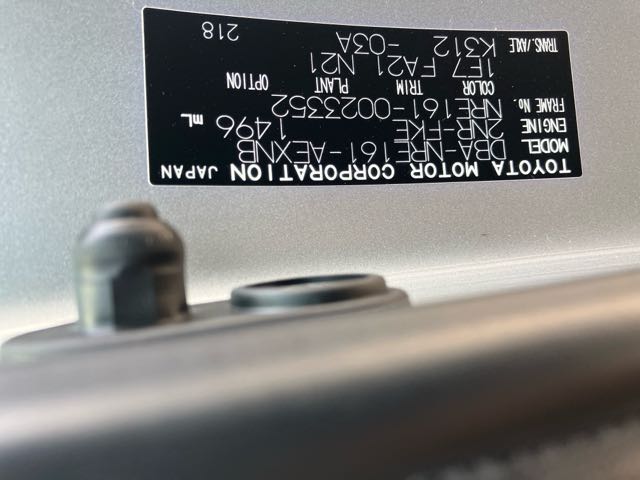 TOYOTA MOTOR CORPORATION JAPAN
MODEL DBA-NRE161-AEXNB
ENGINE 2NR-FKE 1496 mL
FRAME No. NRE161-0023352
COLOR TRIM PLANT OPTION
1E7 FA21 N21
TRANS./AXLE K312 -03A
218